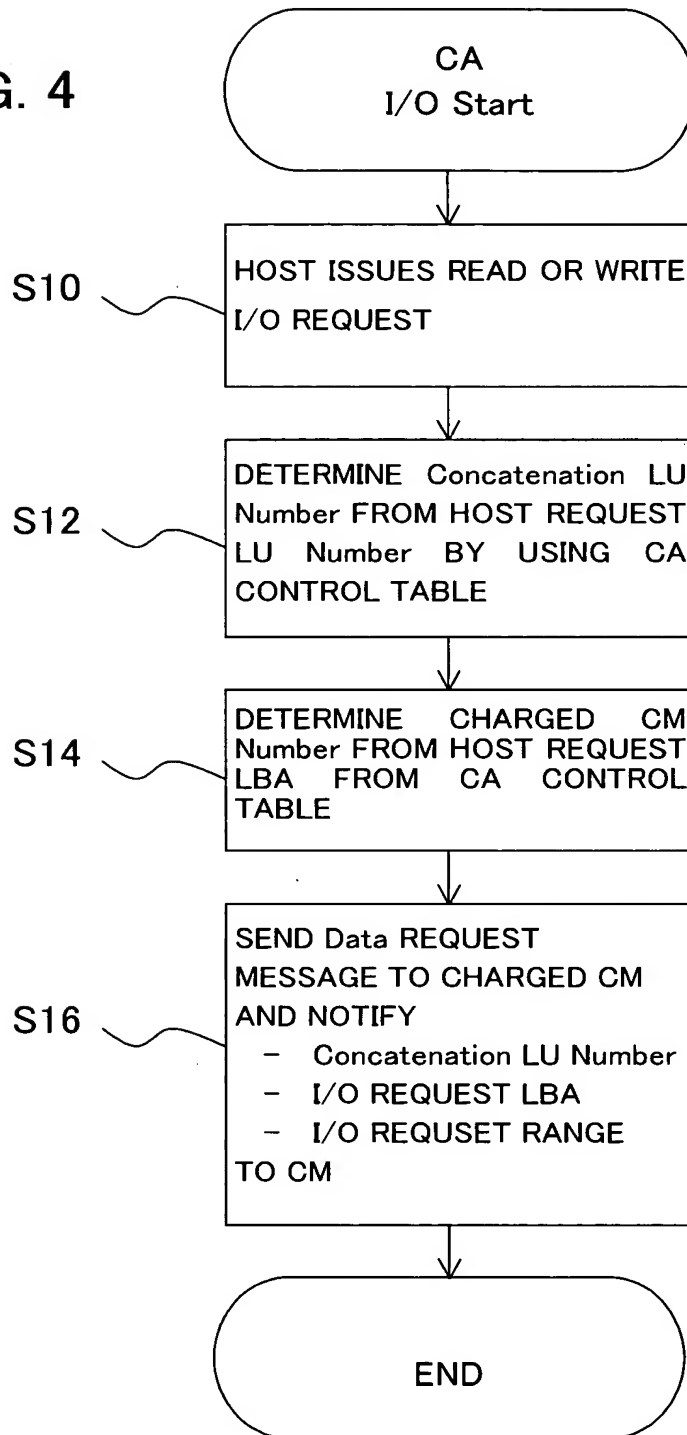 G. 4
CA
I/O Start
S10
HOST ISSUES READ OR WRITE
I/O REQUEST
S12
DETERMINE Concatenation LU
Number FROM HOST REQUEST
LU Number BY USING CA
CONTROL TABLE
S14
DETERMINE CHARGED CM
Number FROM HOST REQUEST
LBA FROM CA CONTROL
TABLE
S16
SEND Data REQUEST
MESSAGE TO CHARGED CM
AND NOTIFY
- Concatenation LU Number
- I/O REQUEST LBA
- I/O REQUSET RANGE
TO CM
END